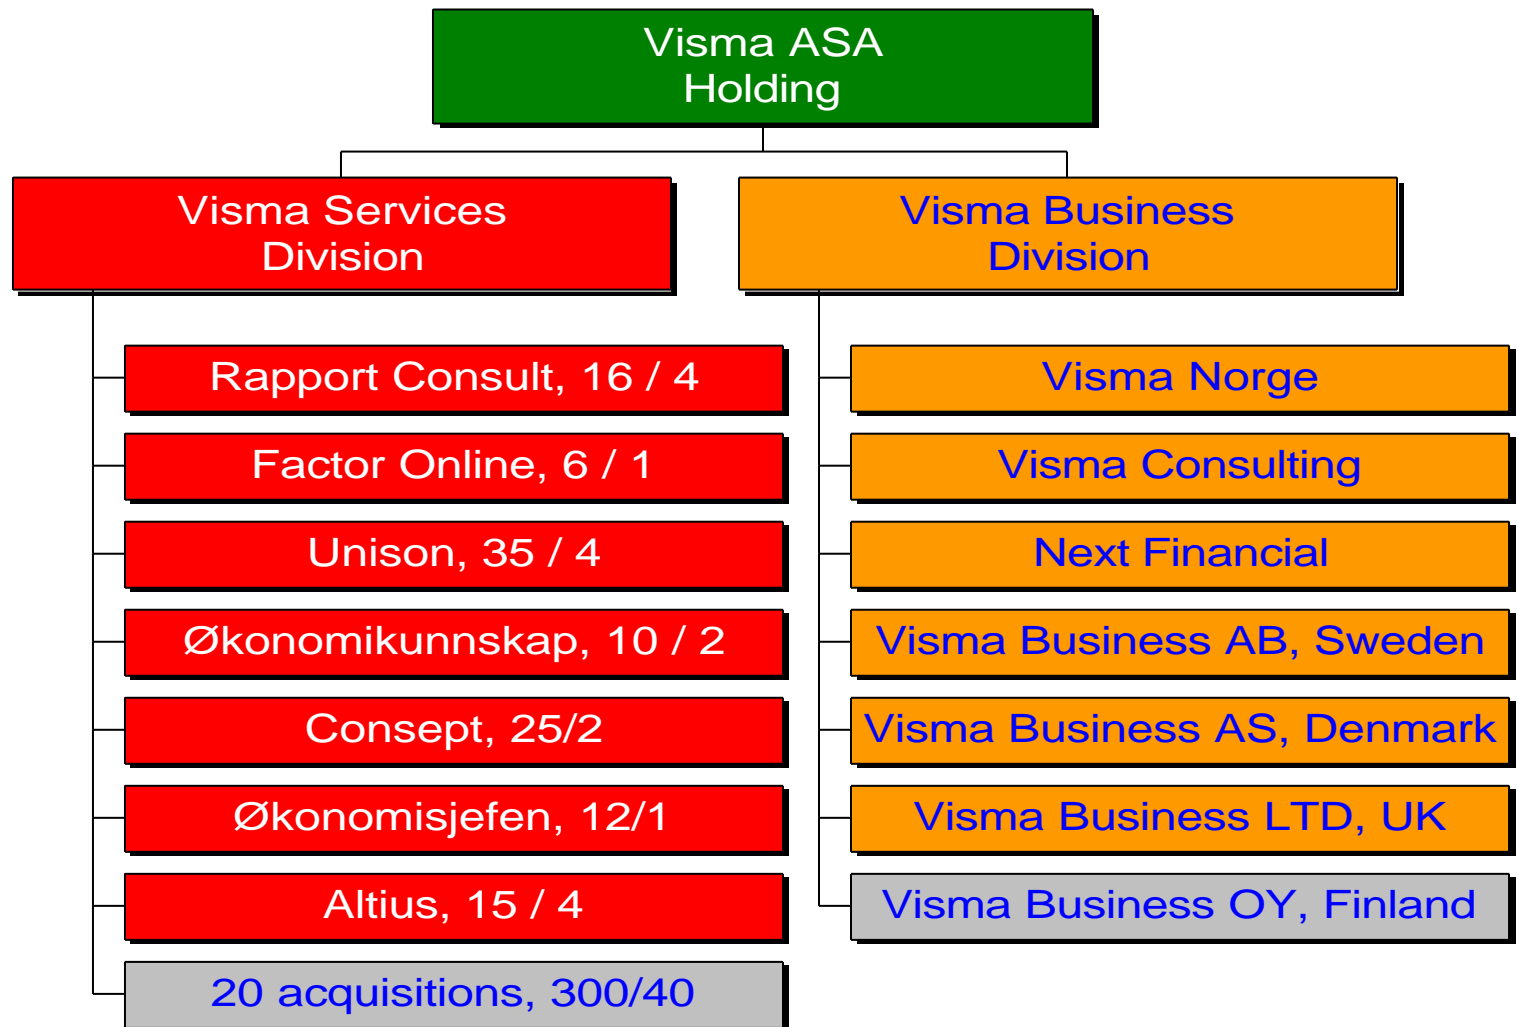 Visma ASA
Holding
Visma Services
Division
Rapport Consult, 16 / 4
Factor Online, 6 / 1
Unison, 35 / 4
Økonomikunnskap, 10 / 2
Consept, 25/2
Økonomisjefen, 12/1
Altius, 15 / 4
20 acquisitions, 300/40
Visma Business
Division
Visma Norge
Visma Consulting
Next Financial
Visma Business AB, Sweden
Visma Business AS, Denmark
Visma Business LTD, UK
Visma Business OY, Finland